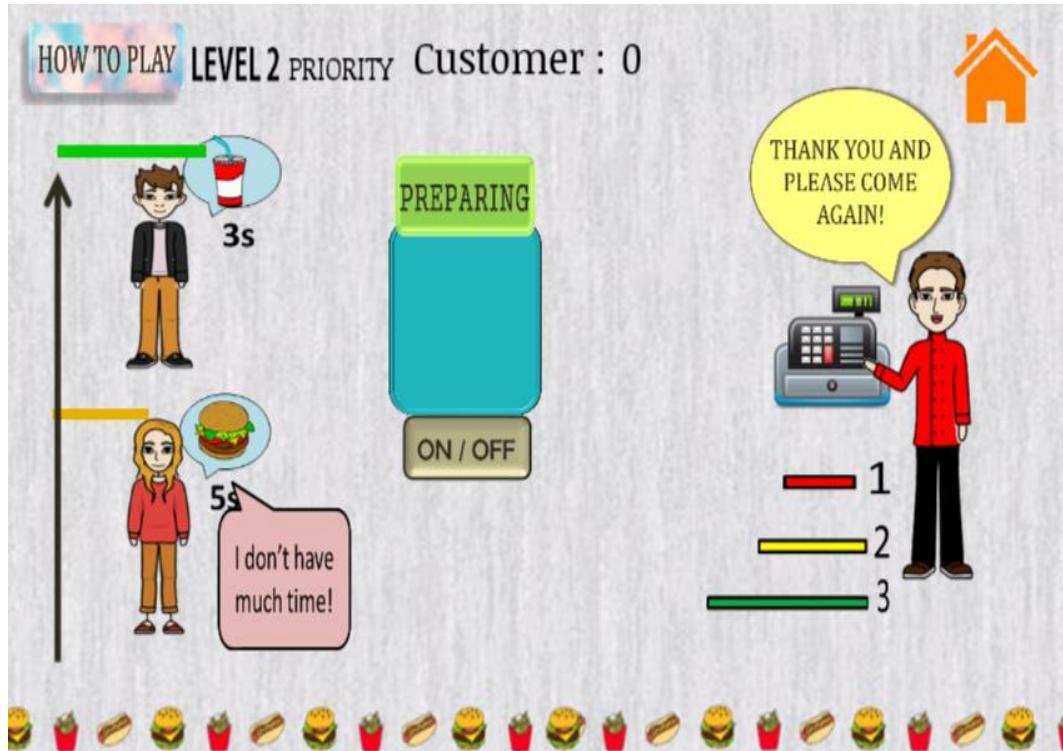 HOW TO PLAY
LEVEL 2 PRIORITY
Customer : 0
3s
PREPARING
THANK YOU AND
PLEASE COME
AGAIN!
ON / OFF
5s
I don't have
much time!
0
1
2
3